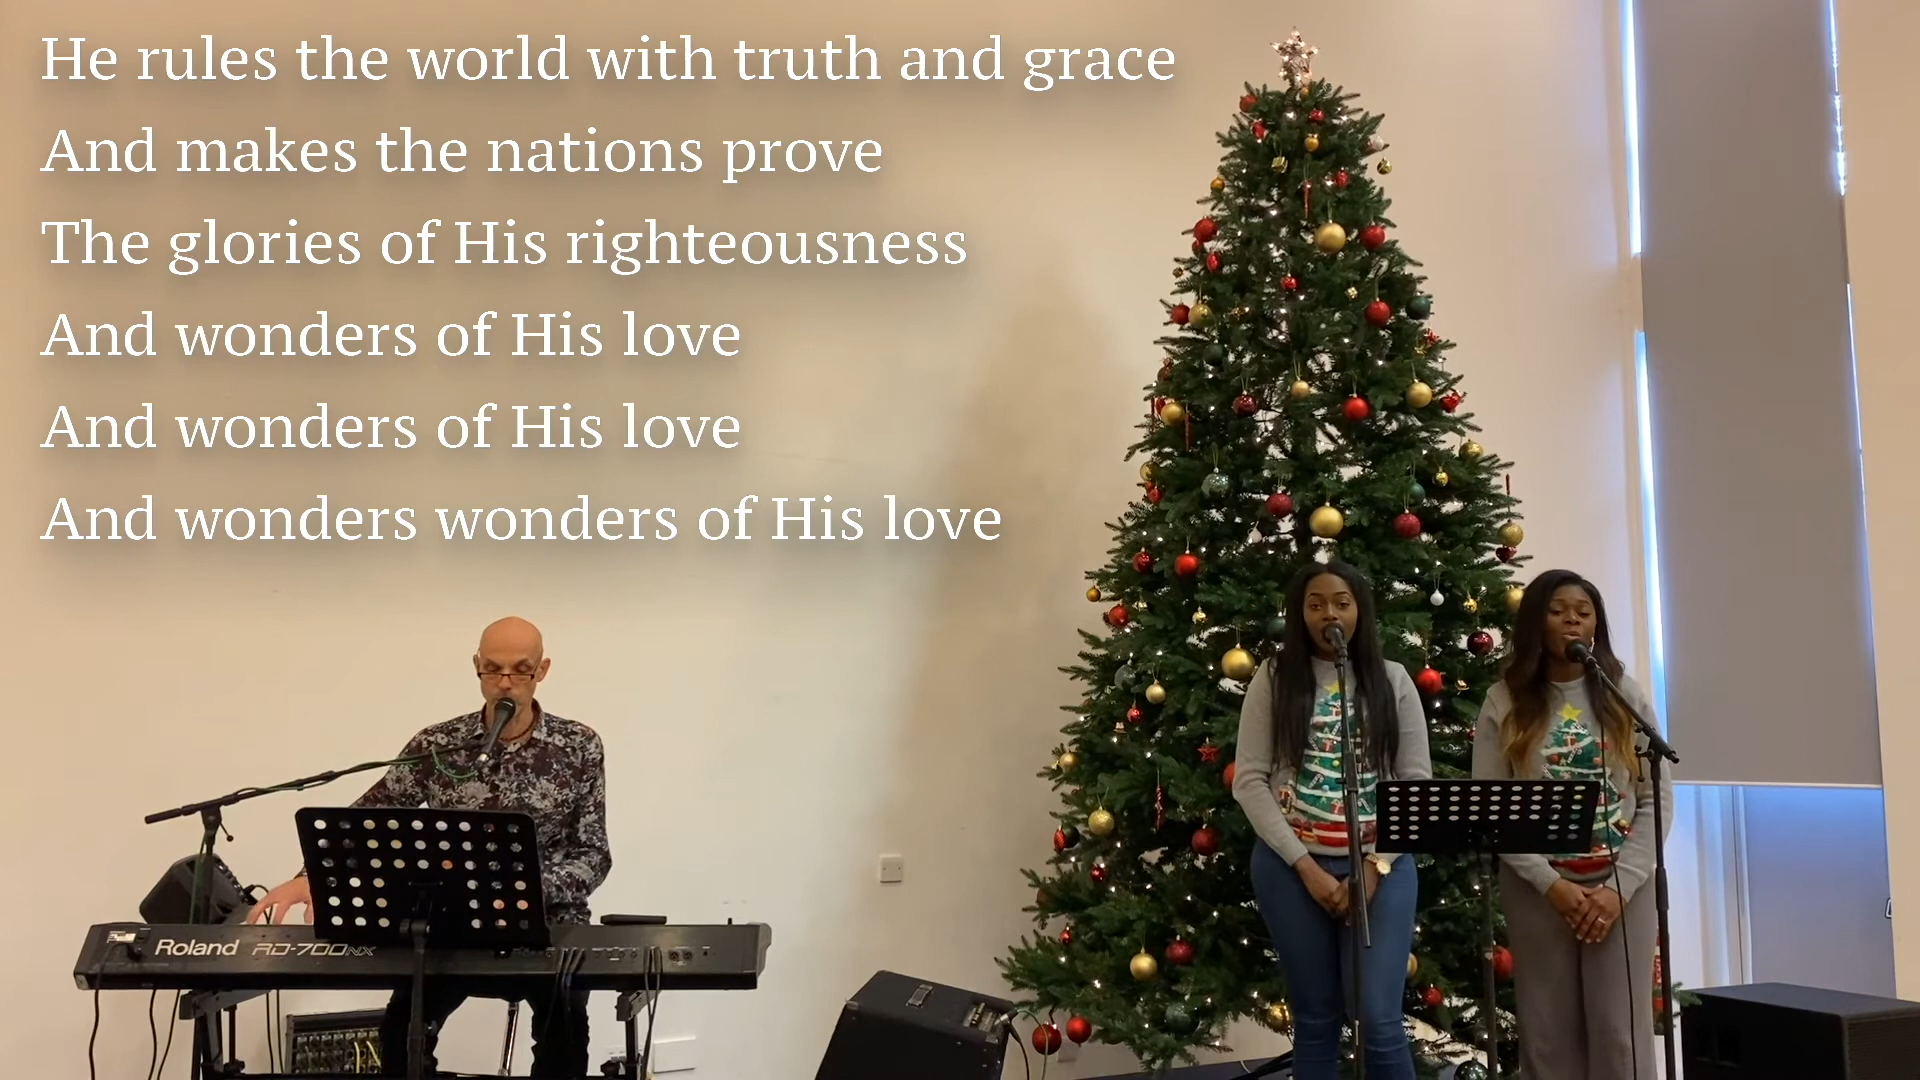 He rules the world with truth and grace
And makes the nations prove
The glories of His righteousness
And wonders of His love
And wonders of His love
And wonders wonders of His love
Roland RD-700NX